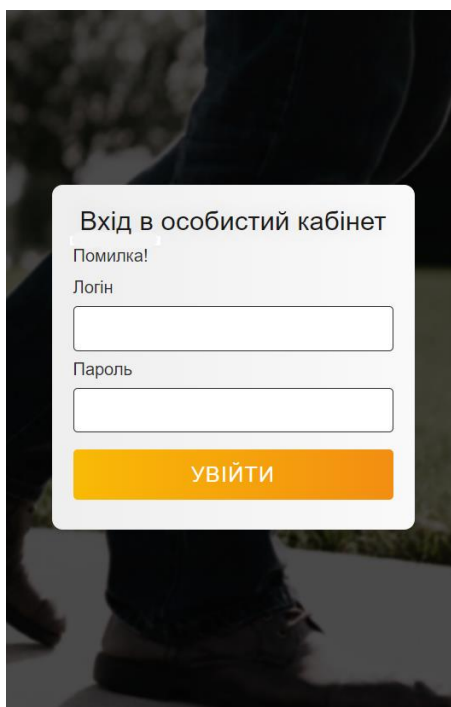 Вхід в особистий кабінет
Помилка!
Логін
Пароль
УВІЙТИ